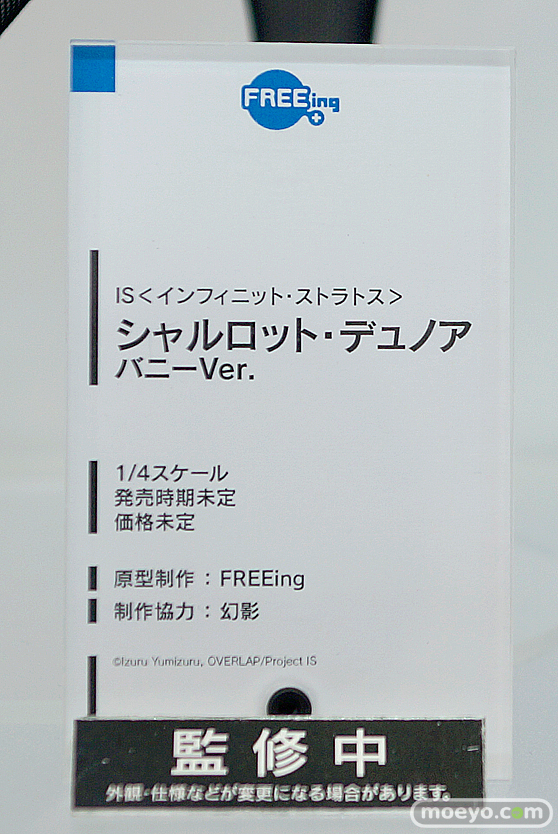 FREEing
IS<インフィニット・ストラトス>
シャルロット・デュノア
バニーVer.
1/4スケール
発売時期未定
価格未定
原型制作：FREEing
制作協力：幻影
©Izuru Yumizuru, OVERLAP/Project IS
監修中
外観・仕様などが変更になる場合があります。
moeyo.com